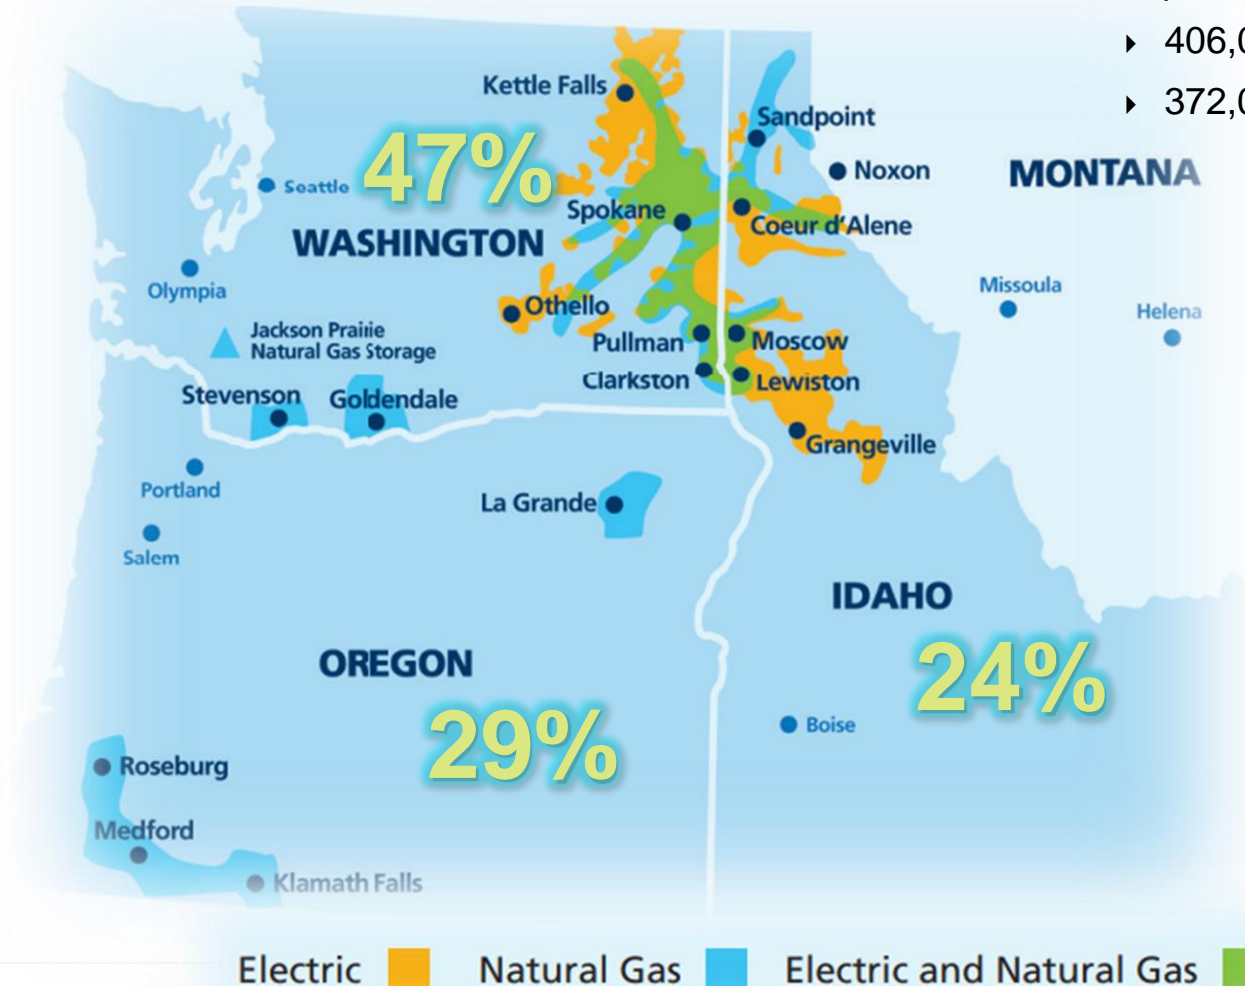 406,0
372,0
Kettle Falls
Sandpoint
47%
Noxon
MONTANA
Seattle
Spokane
Coeur d'Alene
WASHINGTON
Olympia
Missoula
Othello
Helena
Jackson Prairie
Natural Gas Storage
Pullman
Moscow
Clarkston
Lewiston
Stevenson
Goldendale
Grangeville
Portland
La Grande
Salem
IDAHO
OREGON
24%
29%
Boise
Roseburg
Medford
Klamath Falls
Electric
Natural Gas
Electric and Natural Gas